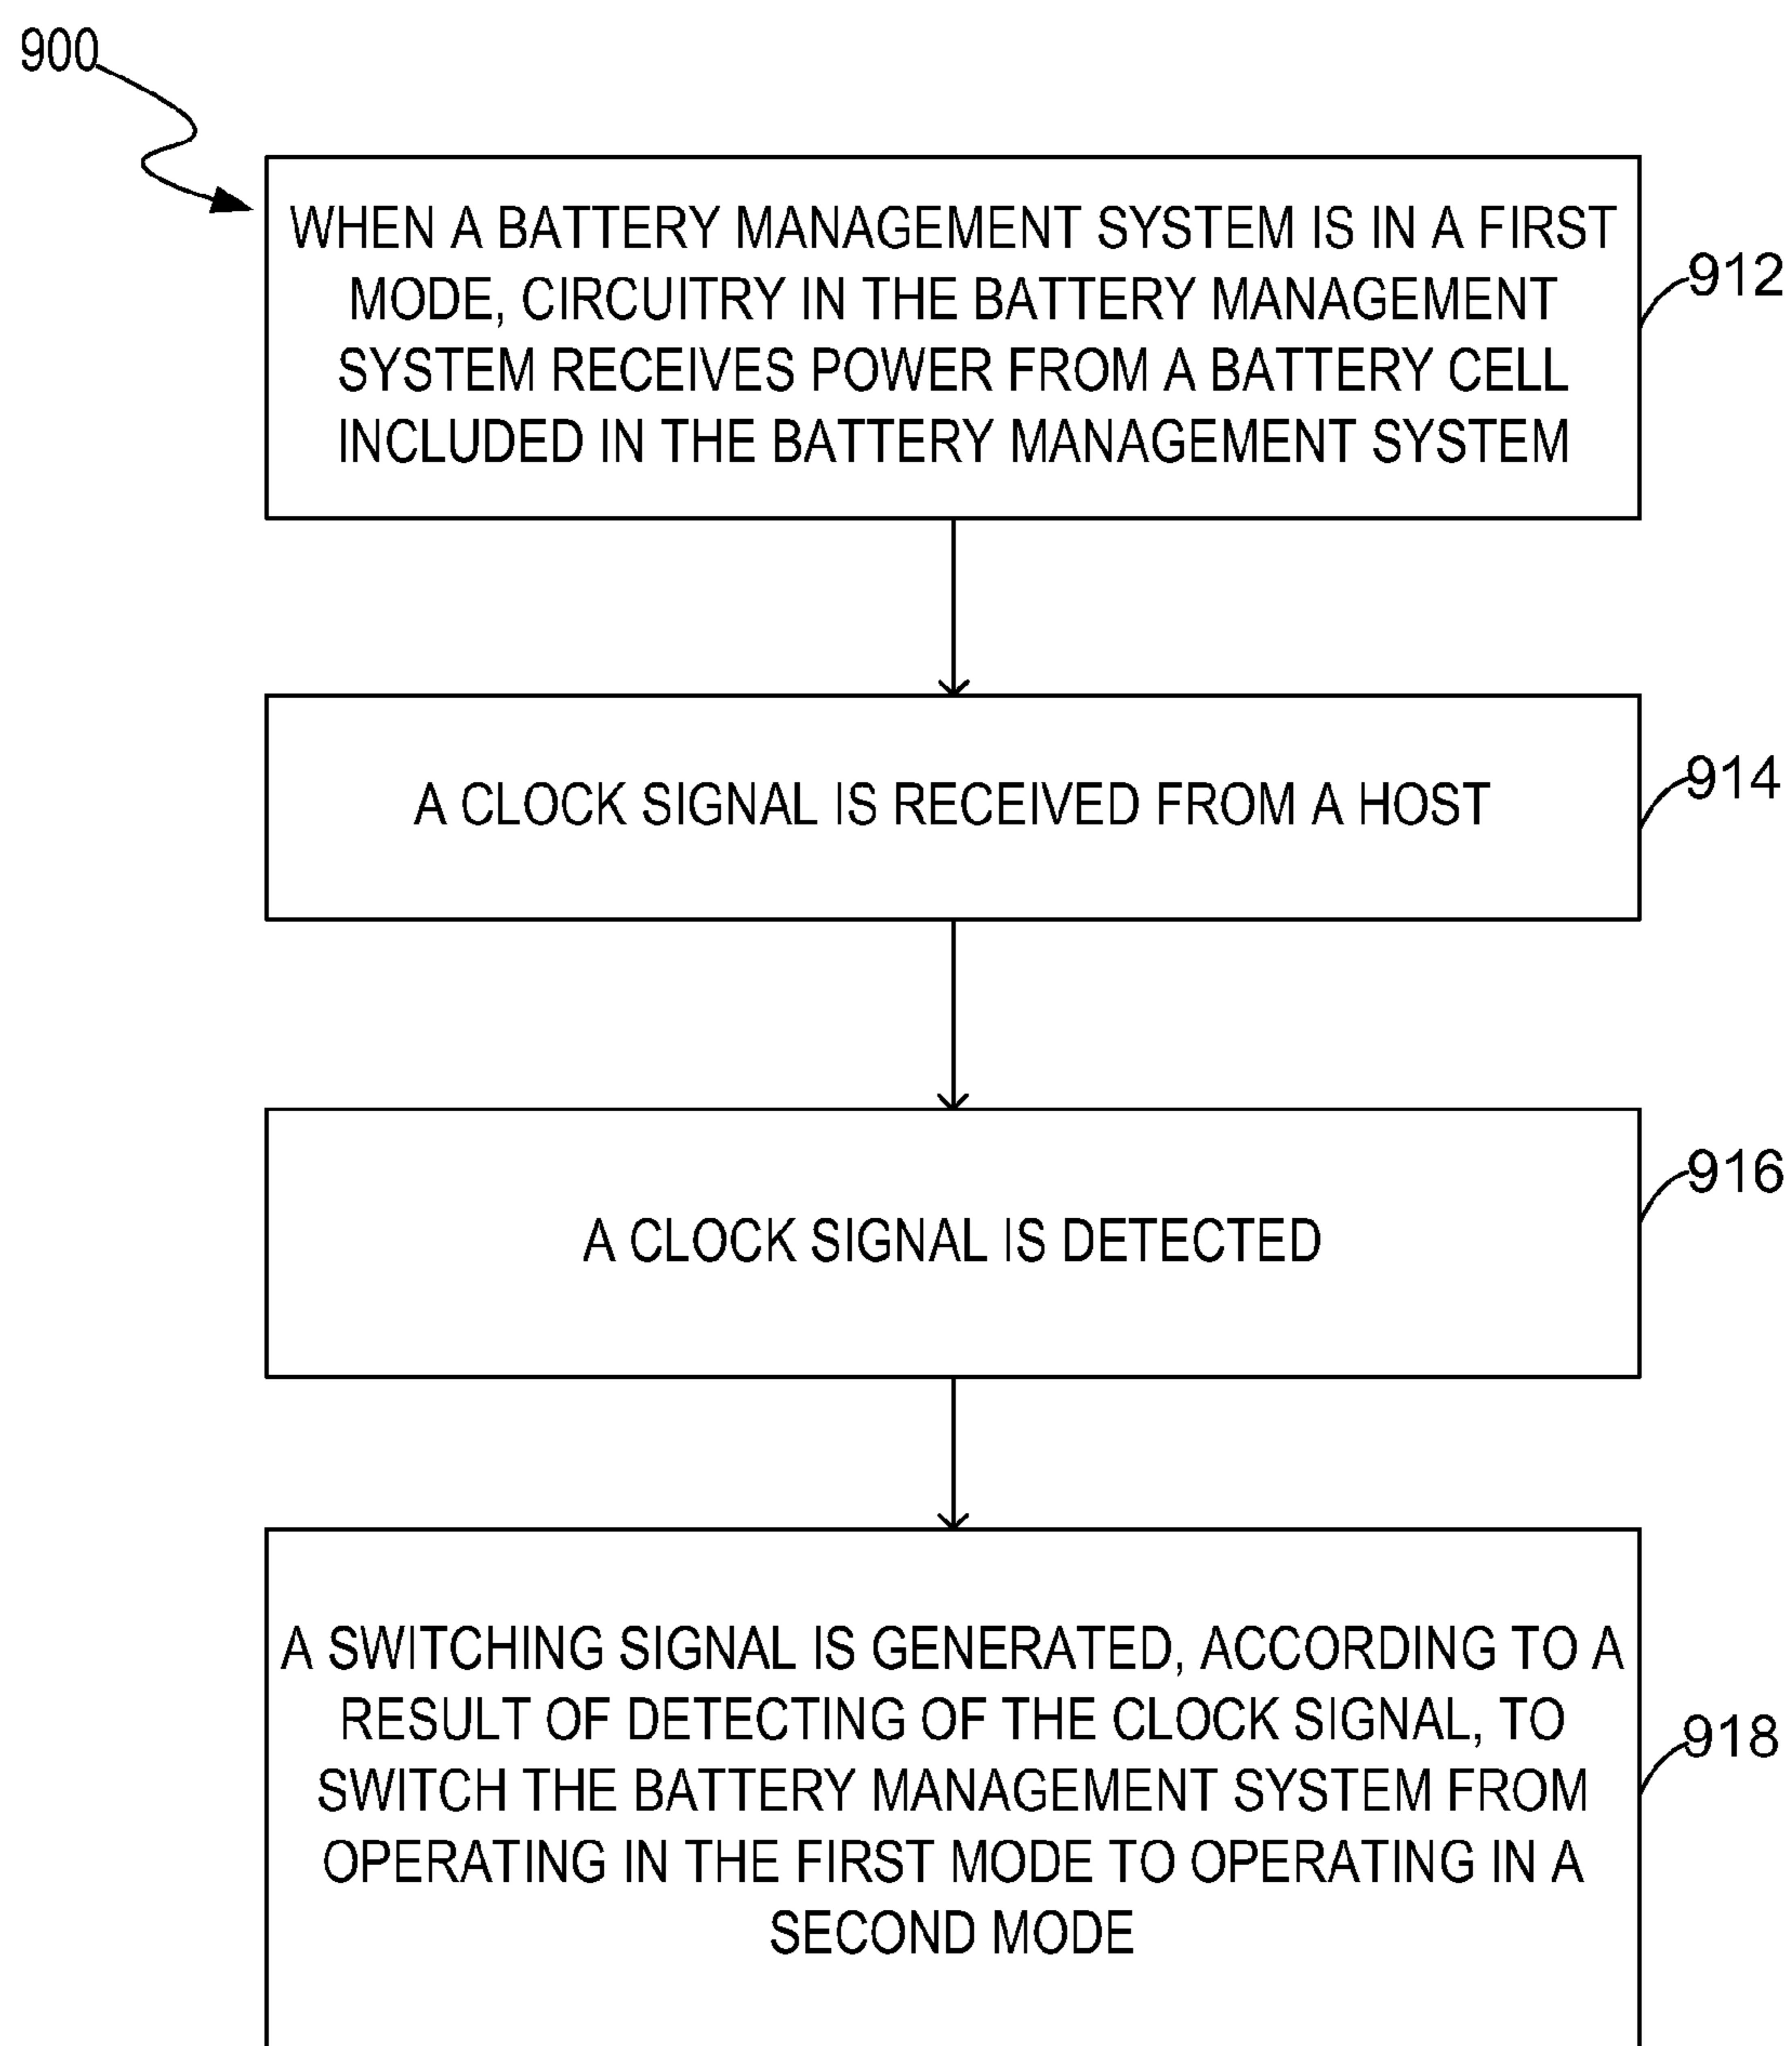 900
WHEN A BATTERY MANAGEMENT SYSTEM IS IN A FIRST
MODE, CIRCUITRY IN THE BATTERY MANAGEMENT
SYSTEM RECEIVES POWER FROM A BATTERY CELL
INCLUDED IN THE BATTERY MANAGEMENT SYSTEM
912
A CLOCK SIGNAL IS RECEIVED FROM A HOST
914
A CLOCK SIGNAL IS DETECTED
916
A SWITCHING SIGNAL IS GENERATED, ACCORDING TO A
RESULT OF DETECTING OF THE CLOCK SIGNAL, TO
SWITCH THE BATTERY MANAGEMENT SYSTEM FROM
OPERATING IN THE FIRST MODE TO OPERATING IN A
SECOND MODE
918